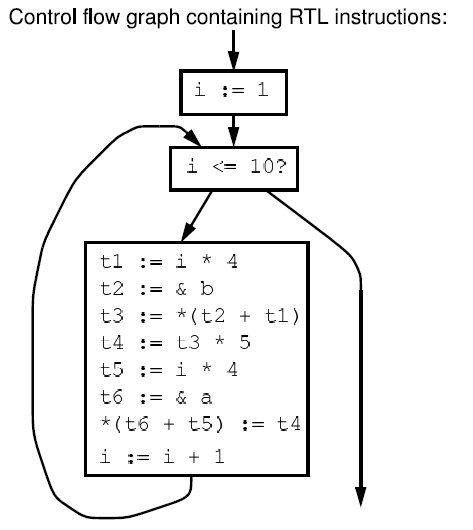 Control flow graph containing RTL instructions:
i := 1
i <= 10?
t1 := i * 4
t2 := & b
t3 := *(t2 + t1)
t4 := t3 * 5
t5 := i * 4
t6 := & a
*(t6 + t5) := t4
i := i + 1